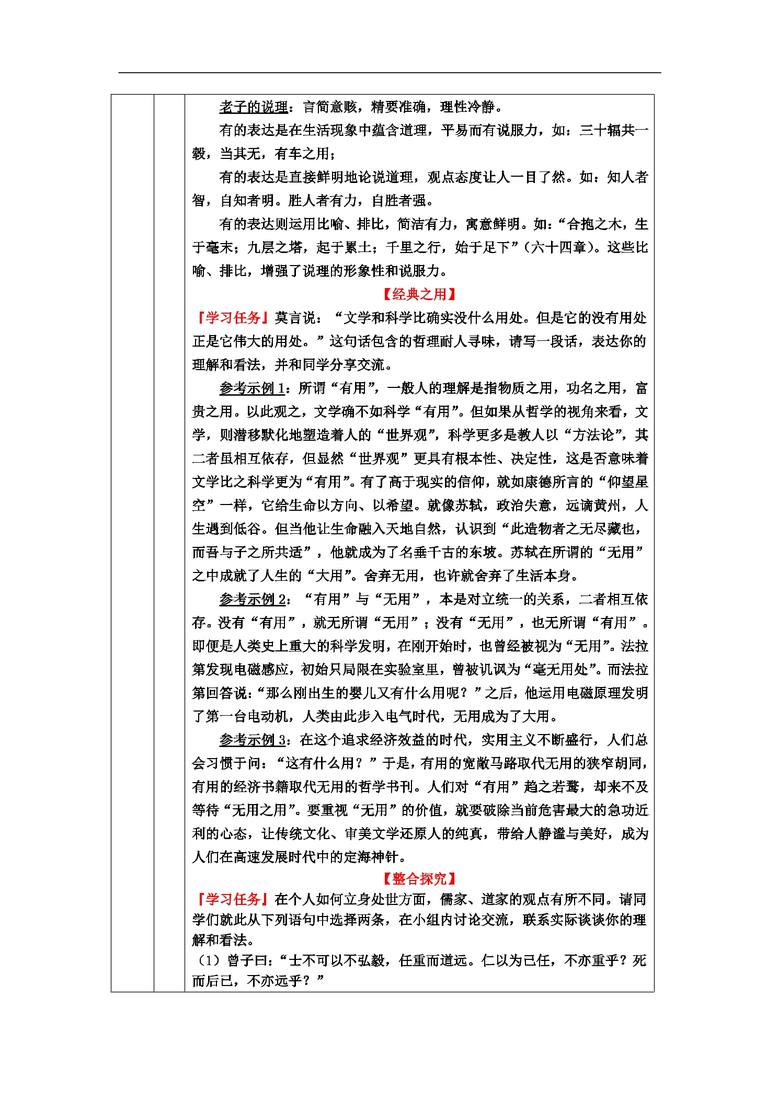 老子的说理：言简意赅，精要准确，理性冷静。
有的表达是在生活现象中蕴含道理，平易而有说服力，如：三十辐共一
毂，当其无，有车之用；
有的表达是直接鲜明地论说道理，观点态度让人一目了然。如：知人者
智，自知者明。胜人者有力，自胜者强。
有的表达则运用比喻、排比，简洁有力，寓意鲜明。如：“合抱之木，生
于毫末；九层之塔，起于累土；千里之行，始于足下”（六十四章）。这些比
喻、排比，增强了说理的形象性和说服力。
【经典之用】
『学习任务』莫言说：“文学和科学比确实没什么用处。但是它的没有用处
正是它伟大的用处。”这句话包含的哲理耐人寻味，请写一段话，表达你的
理解和看法，并和同学分享交流。
参考示例1：所谓“有用”，一般人的理解是指物质之用，功名之用，富
贵之用。以此观之，文学确不如科学“有用”。但如果从哲学的视角来看，文
学，则潜移默化地塑造着人的“世界观”，科学更多是教人以“方法论”，其
二者虽相互依存，但显然“世界观”更具有根本性、决定性，这是否意味着
文学比之科学更为“有用”。有了高于现实的信仰，就如康德所言的“仰望星
空”一样，它给生命以方向、以希望。就像苏轼，政治失意，远谪黄州，人
生遇到低谷。但当他让生命融入天地自然，认识到“此造物者之无尽藏也，
而吾与子之所共适”，他就成为了名垂千古的东坡。苏轼在所谓的“无用”
之中成就了人生的“大用”。舍弃无用，也许就舍弃了生活本身。
参考示例2：“有用”与“无用”，本是对立统一的关系，二者相互依
存。没有“有用”，就无所谓“无用”；没有“无用”，也无所谓“有用”。
即便是人类史上重大的科学发明，在刚开始时，也曾经被视为“无用”。法拉
第发现电磁感应，初始只局限在实验室里，曾被讥讽为“毫无用处”。而法拉
第回答说：“那么刚出生的婴儿又有什么用呢？”之后，他运用电磁原理发明
了第一台电动机，人类由此步入电气时代，无用成为了大用。
参考示例3：在这个追求经济效益的时代，实用主义不断盛行，人们总
会习惯于问：“这有什么用？”于是，有用的宽敞马路取代无用的狭窄胡同，
有用的经济书籍取代无用的哲学书刊。人们对“有用”趋之若鹜，却来不及
等待“无用之用”。要重视“无用”的价值，就要破除当前危害最大的急功近
利的心态，让传统文化、审美文学还原人的纯真，带给人静谧与美好，成为
人们在高速发展时代中的定海神针。
【整合探究】
『学习任务』在个人如何立身处世方面，儒家、道家的观点有所不同。请同
学们就此从下列语句中选择两条，在小组内讨论交流，联系实际谈谈你的理
解和看法。
（1）曾子曰：“士不可以不弘毅，任重而道远。仁以为己任，不亦重乎？死
而后已，不亦远乎？”